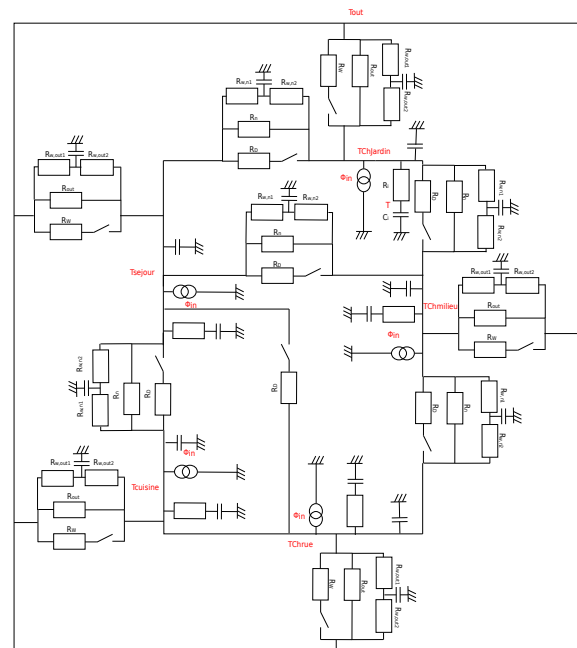 Tout
Rw
Rout
Rw,out1
Rw,out2
Rw,n1 Rw,n2
Rn
RD
TChJardin
Φin
Ri
T
Ci
RD
Rn
Rw,n1
Rw,n2
Rw,out1 Rw,out2
Rout
Rw
Rw,n1 Rw,n2
Rn
RD
Tsejour
Φin
TChmilieu
Φin
Rw,out1 Rw,out2
Rout
Rw
Rw,n2
Rw,n1
Rn
RD
RD
RD
Rn
Rw,n1
Rw,n2
Φin
Tcuisine
Rw,out1 Rw,out2
Rout
Rw
Φin
TChrue
Rw
Rout
Rw,out1
Rw,out2